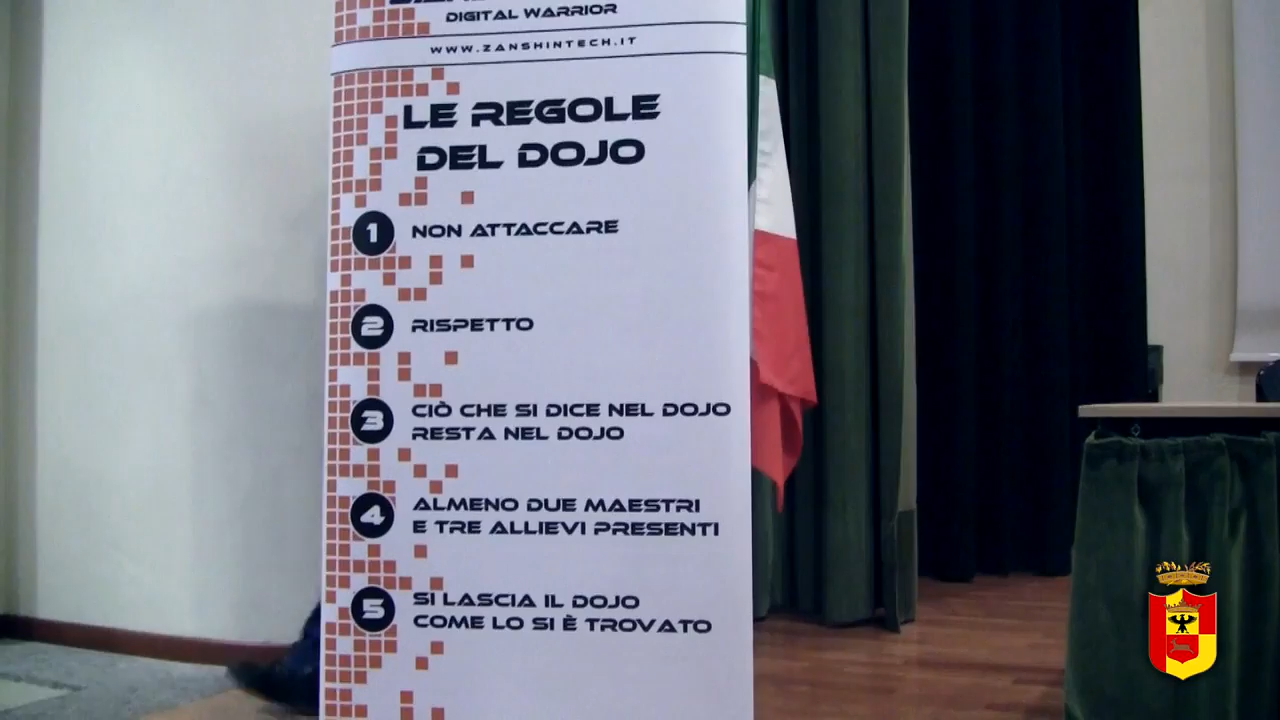 DIGITAL WARRIOR
WWW.ZANSHINTECH.IT
LE REGOLE
DEL DOJO
1 NON ATTACCARE
2 RISPETTO
3 CIÒ CHE SI DICE NEL DOJO
RESTA NEL DOJO
4 ALMENO DUE MAESTRI
E TRE ALLIEVI PRESENTI
5 SI LASCIA IL DOJO
COME LO SI È TROVATO